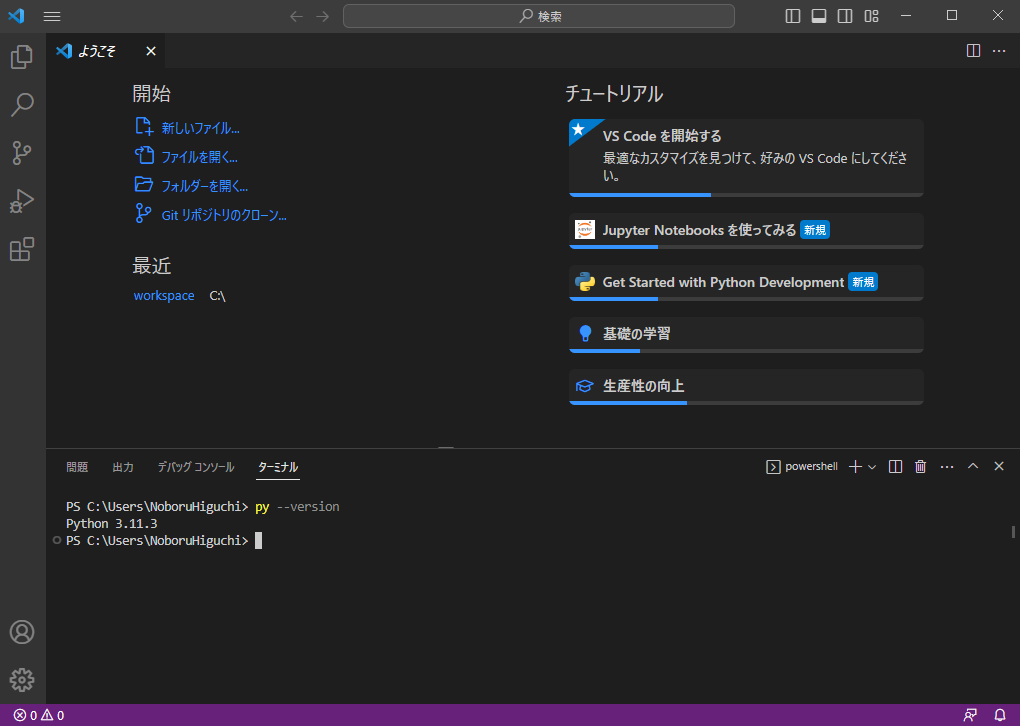 検索
ようこそ
開始
新しいファイル...
ファイルを開く...
フォルダーを開く...
Git リポジトリのクローン...
最近
workspace C:\
チュートリアル
VS Code を開始する
最適なカスタマイズを見つけて、好みの VS Code にしてくださ
い。
Jupyter Notebooks を使ってみる 新規
Get Started with Python Development 新規
基礎の学習
生産性の向上
問題 出力 デバッグ コンソール ターミナル
powershell
PS C:\Users\NoboruHiguchi> py --version
Python 3.11.3
PS C:\Users\NoboruHiguchi>
0 0